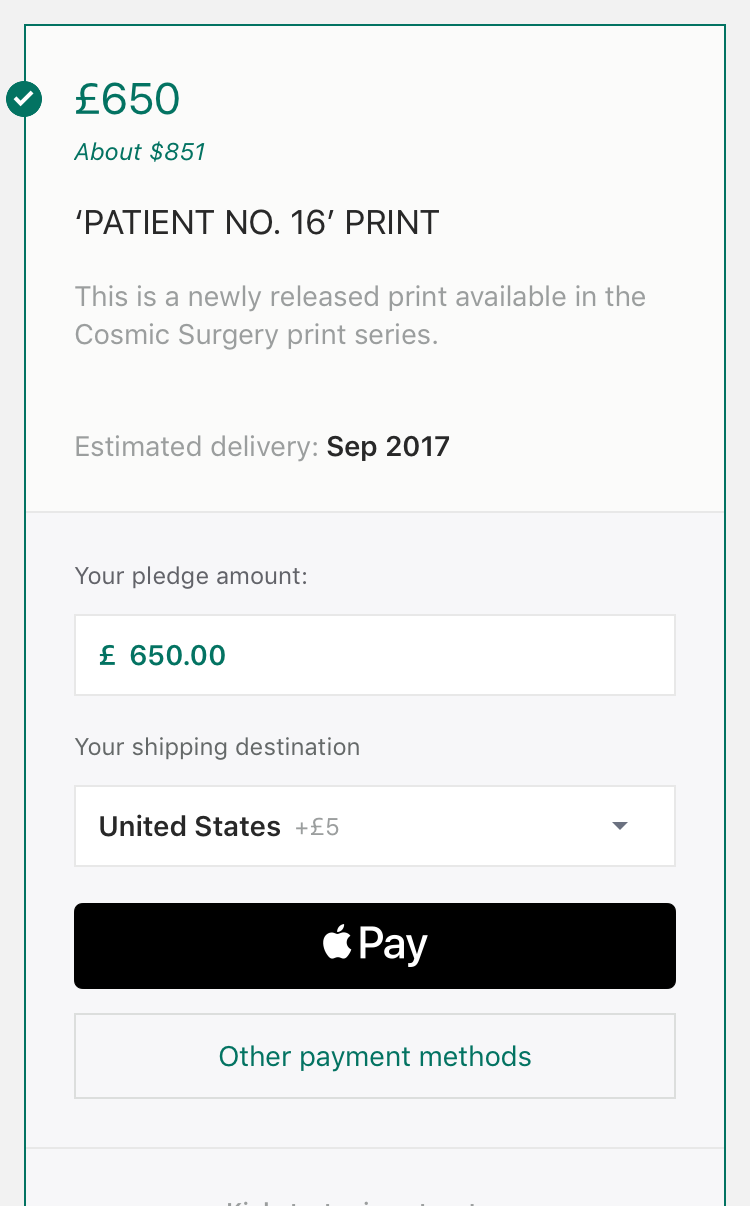 £650
About $851
‘PATIENT NO. 16’ PRINT
This is a newly released print available in the
Cosmic Surgery print series.
Estimated delivery: Sep 2017
Your pledge amount:
£ 650.00
Your shipping destination
United States +£5
Pay
Other payment methods